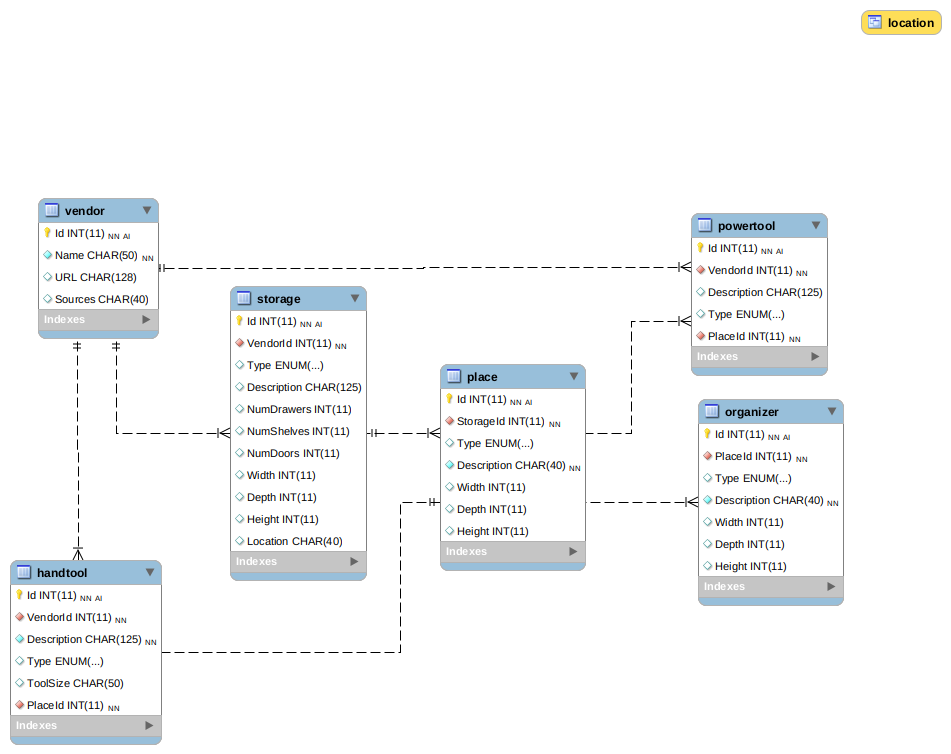 location
vendor
Id INT(11) NN AI
Name CHAR(50) NN
URL CHAR(128)
Sources CHAR(40)
Indexes
storage
Id INT(11) NN AI
VendorId INT(11) NN
Type ENUM(...)
Description CHAR(125)
NumDrawers INT(11)
NumShelves INT(11)
NumDoors INT(11)
Width INT(11)
Depth INT(11)
Height INT(11)
Location CHAR(40)
Indexes
place
Id INT(11) NN AI
StorageId INT(11) NN
Type ENUM(...)
Description CHAR(40) NN
Width INT(11)
Depth INT(11)
Height INT(11)
Indexes
powertool
Id INT(11) NN AI
VendorId INT(11) NN
Description CHAR(125)
Type ENUM(...)
PlaceId INT(11) NN
Indexes
organizer
Id INT(11) NN AI
PlaceId INT(11) NN
Type ENUM(...)
Description CHAR(40) NN
Width INT(11)
Depth INT(11)
Height INT(11)
Indexes
handtool
Id INT(11) NN AI
VendorId INT(11) NN
Description CHAR(125) NN
Type ENUM(...)
ToolSize CHAR(50)
PlaceId INT(11) NN
Indexes